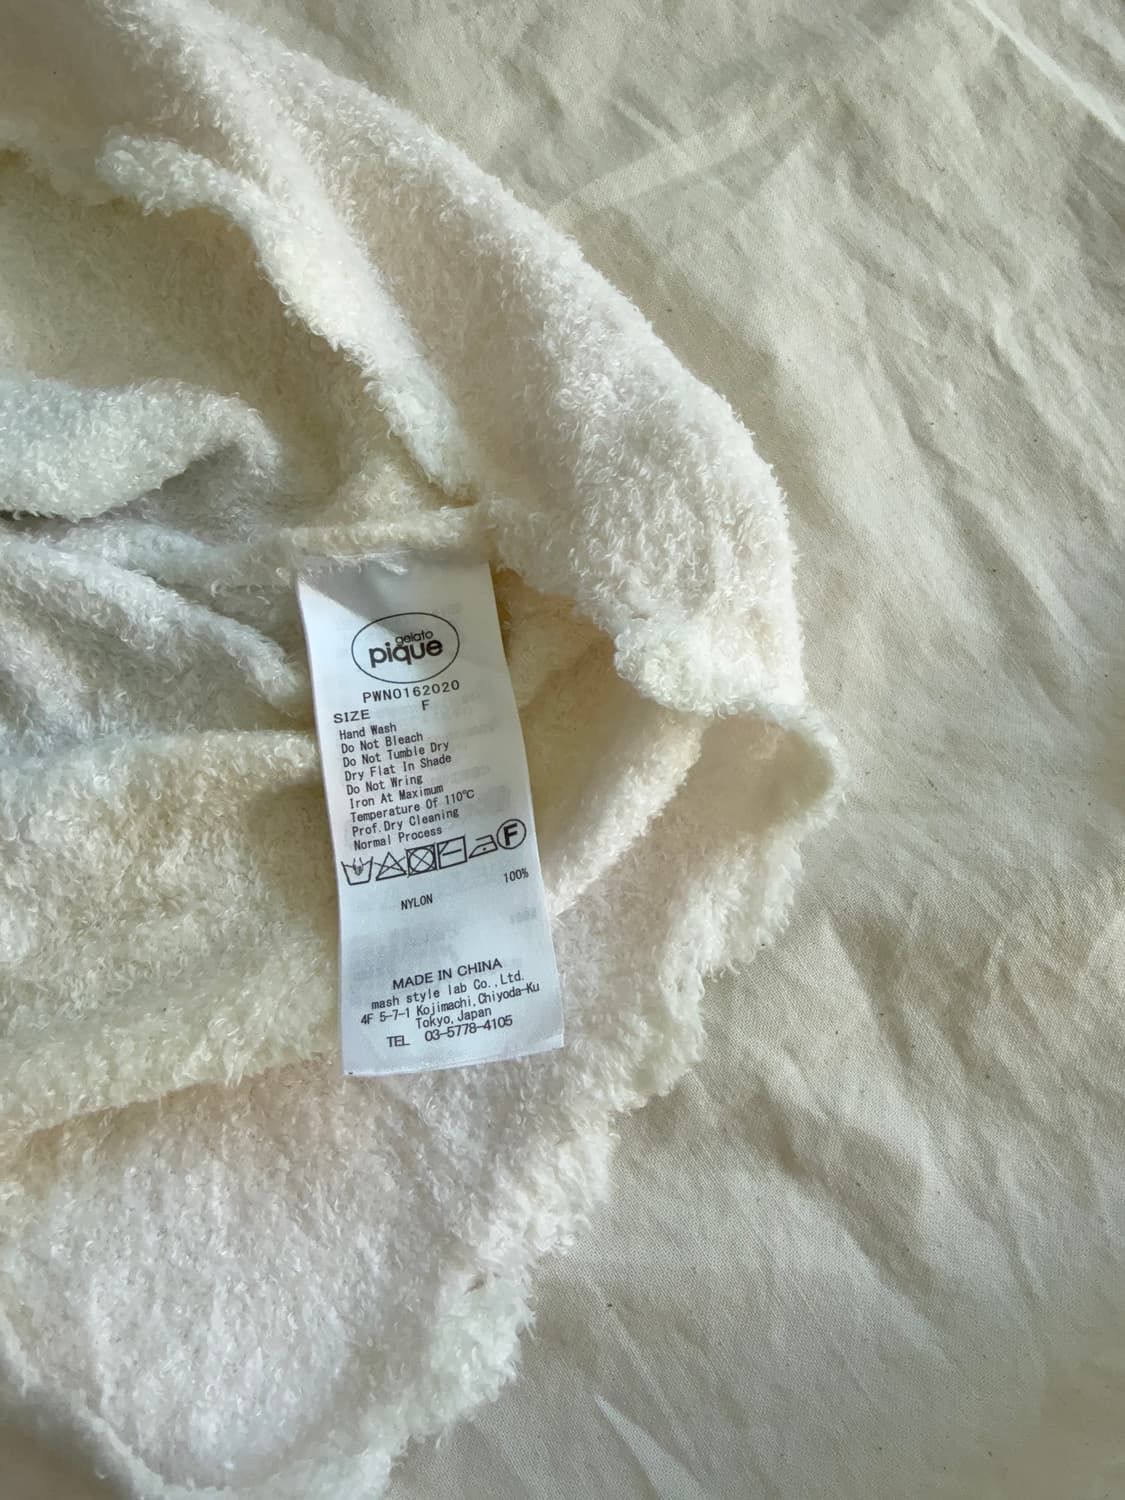 gelato
pique
PWNO162020
SIZE F
Hand Wash
Do Not Bleach
Do Not Tumble Dry
Dry Flat In Shade
Do Not Wring
Iron At Maximum
Temperature Of 110℃
Prof.Dry Cleaning
Normal Process
F
100%
NYLON
MADE IN CHINA
mash style lab Co.,Ltd.
4F 5-7-1 Kojimachi,Chiyoda-Ku
Tokyo,Japan
TEL 03-5778-4105